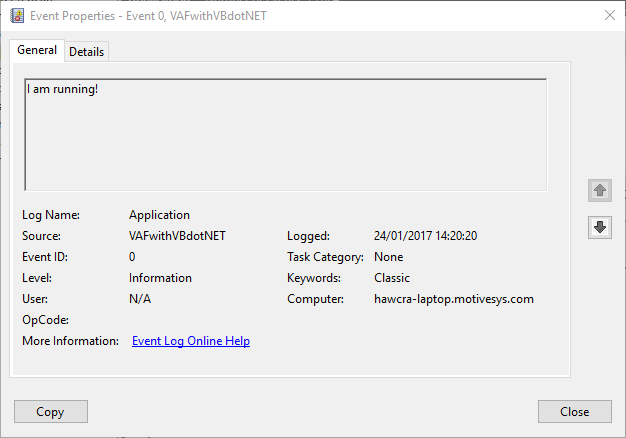 Event Properties - Event 0, VAFwithVBdotNET
General Details
I am running!
Log Name: Application
Source: VAFwithVBdotNET Logged: 24/01/2017 14:20:20
Event ID: 0 Task Category: None
Level: Information Keywords: Classic
User: N/A Computer: hawcra-laptop.motivesys.com
OpCode:
More Information: Event Log Online Help
Copy Close